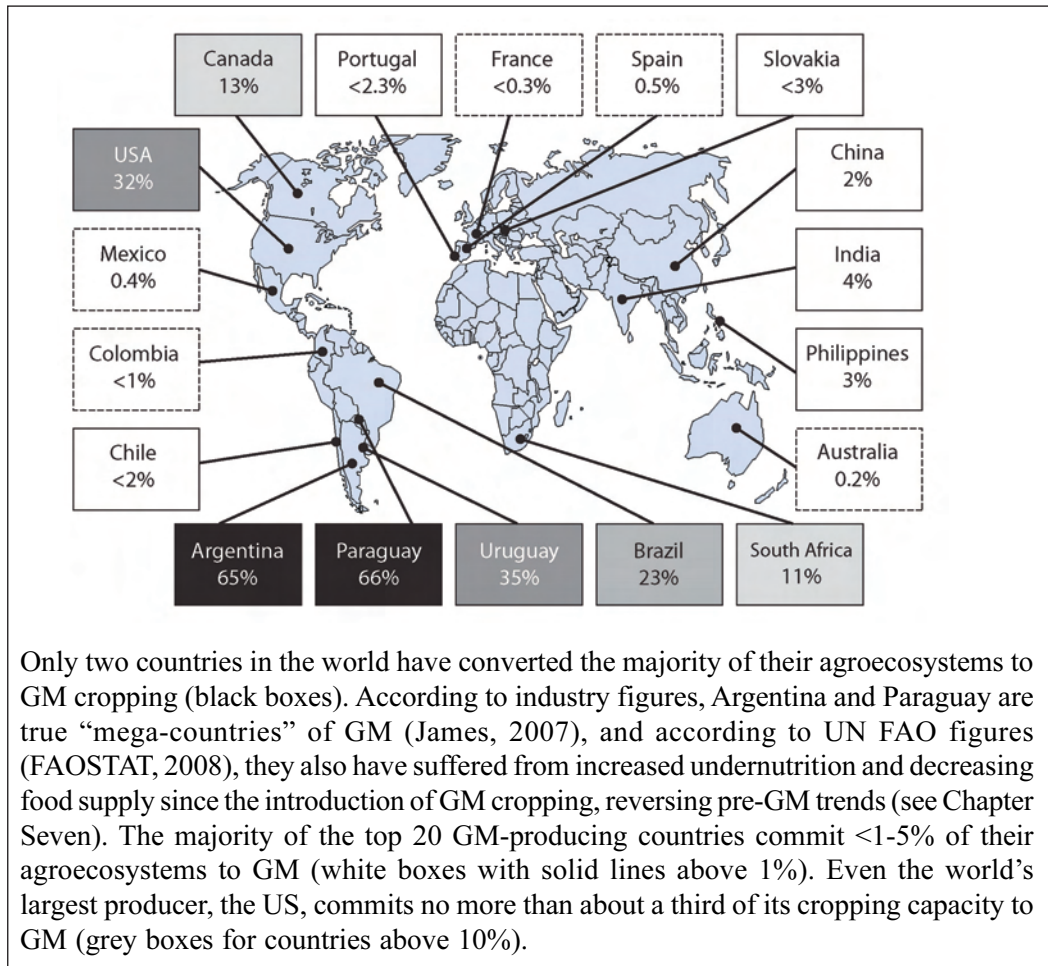 Canada
13%
Portugal
<2.3%
France
<0.3%
Spain
0.5%
Slovakia
<3%
USA
32%
China
2%
Mexico
0.4%
India
4%
Colombia
<1%
Philippines
3%
Chile
<2%
Australia
0.2%
Argentina
65%
Paraguay
66%
Uruguay
35%
Brazil
23%
South Africa
11%
Only two countries in the world have converted the majority of their agroecosystems to
GM cropping (black boxes). According to industry figures, Argentina and Paraguay are
true “mega-countries” of GM (James, 2007), and according to UN FAO figures
(FAOSTAT, 2008), they also have suffered from increased undernutrition and decreasing
food supply since the introduction of GM cropping, reversing pre-GM trends (see Chapter
Seven). The majority of the top 20 GM-producing countries commit <1-5% of their
agroecosystems to GM (white boxes with solid lines above 1%). Even the world’s
largest producer, the US, commits no more than about a third of its cropping capacity to
GM (grey boxes for countries above 10%).